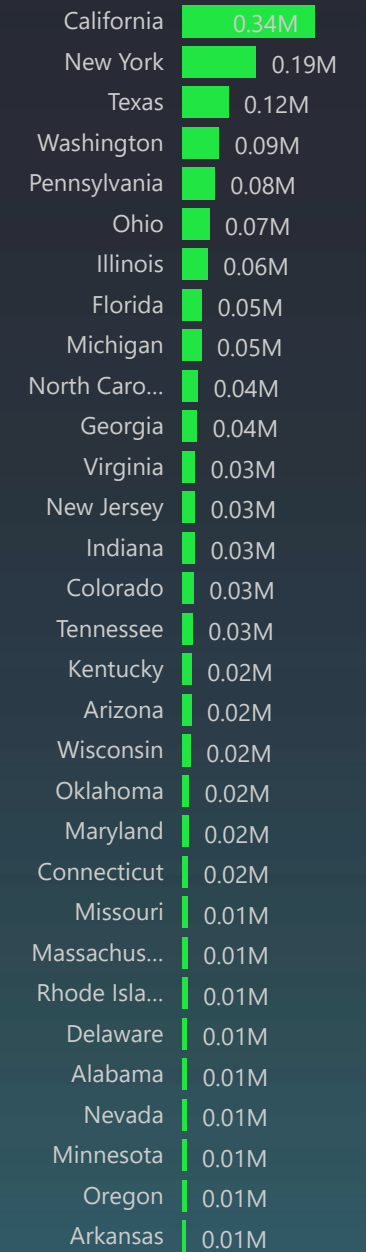 California 0.34M
New York 0.19M
Texas 0.12M
Washington 0.09M
Pennsylvania 0.08M
Ohio 0.07M
Illinois 0.06M
Florida 0.05M
Michigan 0.05M
North Caro... 0.04M
Georgia 0.04M
Virginia 0.03M
New Jersey 0.03M
Indiana 0.03M
Colorado 0.03M
Tennessee 0.03M
Kentucky 0.02M
Arizona 0.02M
Wisconsin 0.02M
Oklahoma 0.02M
Maryland 0.02M
Connecticut 0.02M
Missouri 0.01M
Massachus... 0.01M
Rhode Isla... 0.01M
Delaware 0.01M
Alabama 0.01M
Nevada 0.01M
Minnesota 0.01M
Oregon 0.01M
Arkansas 0.01M